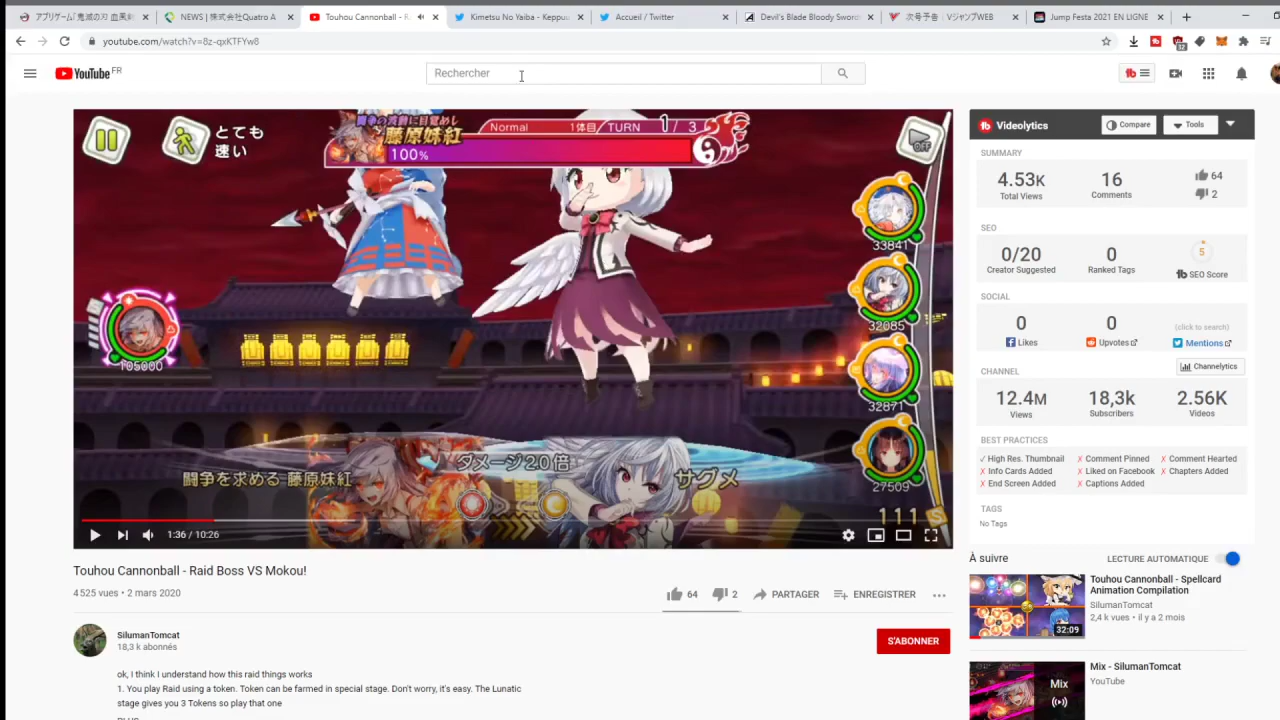 アプリゲーム『鬼滅の刃 血風剣
NEWS | 株式会社Quatro A
Touhou Cannonball - R
Kimetsu No Yaiba - Keppuu
Accueil / Twitter
Devil's Blade Bloody Sword
次号予告 | VジャンプWEB
Jump Festa 2021 EN LIGNE
youtube.com/watch?v=8z-qxKTFYw8
32
YouTube FR
Rechercher
とても
速い
闘争の波動に目覚めし
藤原妹紅
100%
Normal 1体目/TURN 1 / 3
OFF
33841
32085
32871
27509
105000
闘争を求める 藤原妹紅
ダメージ2.0倍
サグメ
111
1:36 / 10:26
Touhou Cannonball - Raid Boss VS Mokou!
4 525 vues • 2 mars 2020
64
2
PARTAGER
ENREGISTRER
SilumanTomcat
18,3 k abonnés
S'ABONNER
ok, I think I understand how this raid things works
1. You play Raid using a token. Token can be farmed in special stage. Don't worry, it's easy. The Lunatic
stage gives you 3 Tokens so play that one
Videolytics
Compare
Tools
SUMMARY
4.53K
Total Views
16
Comments
64
2
SEO
0/20
Creator Suggested
0
Ranked Tags
5
SEO Score
SOCIAL
0
Likes
0
Upvotes
(click to search)
Mentions
CHANNEL
Channelytics
12.4M
Views
18,3k
Subscribers
2.56K
Videos
BEST PRACTICES
✓ High Res. Thumbnail ✗ Comment Pinned ✗ Comment Hearted
✗ Info Cards Added ✗ Liked on Facebook ✗ Chapters Added
✗ End Screen Added ✗ Captions Added
TAGS
No Tags
À suivre
LECTURE AUTOMATIQUE
Touhou Cannonball - Spellcard
Animation Compilation
SilumanTomcat
2,4 k vues • il y a 2 mois
32:09
Mix - SilumanTomcat
YouTube
Mix